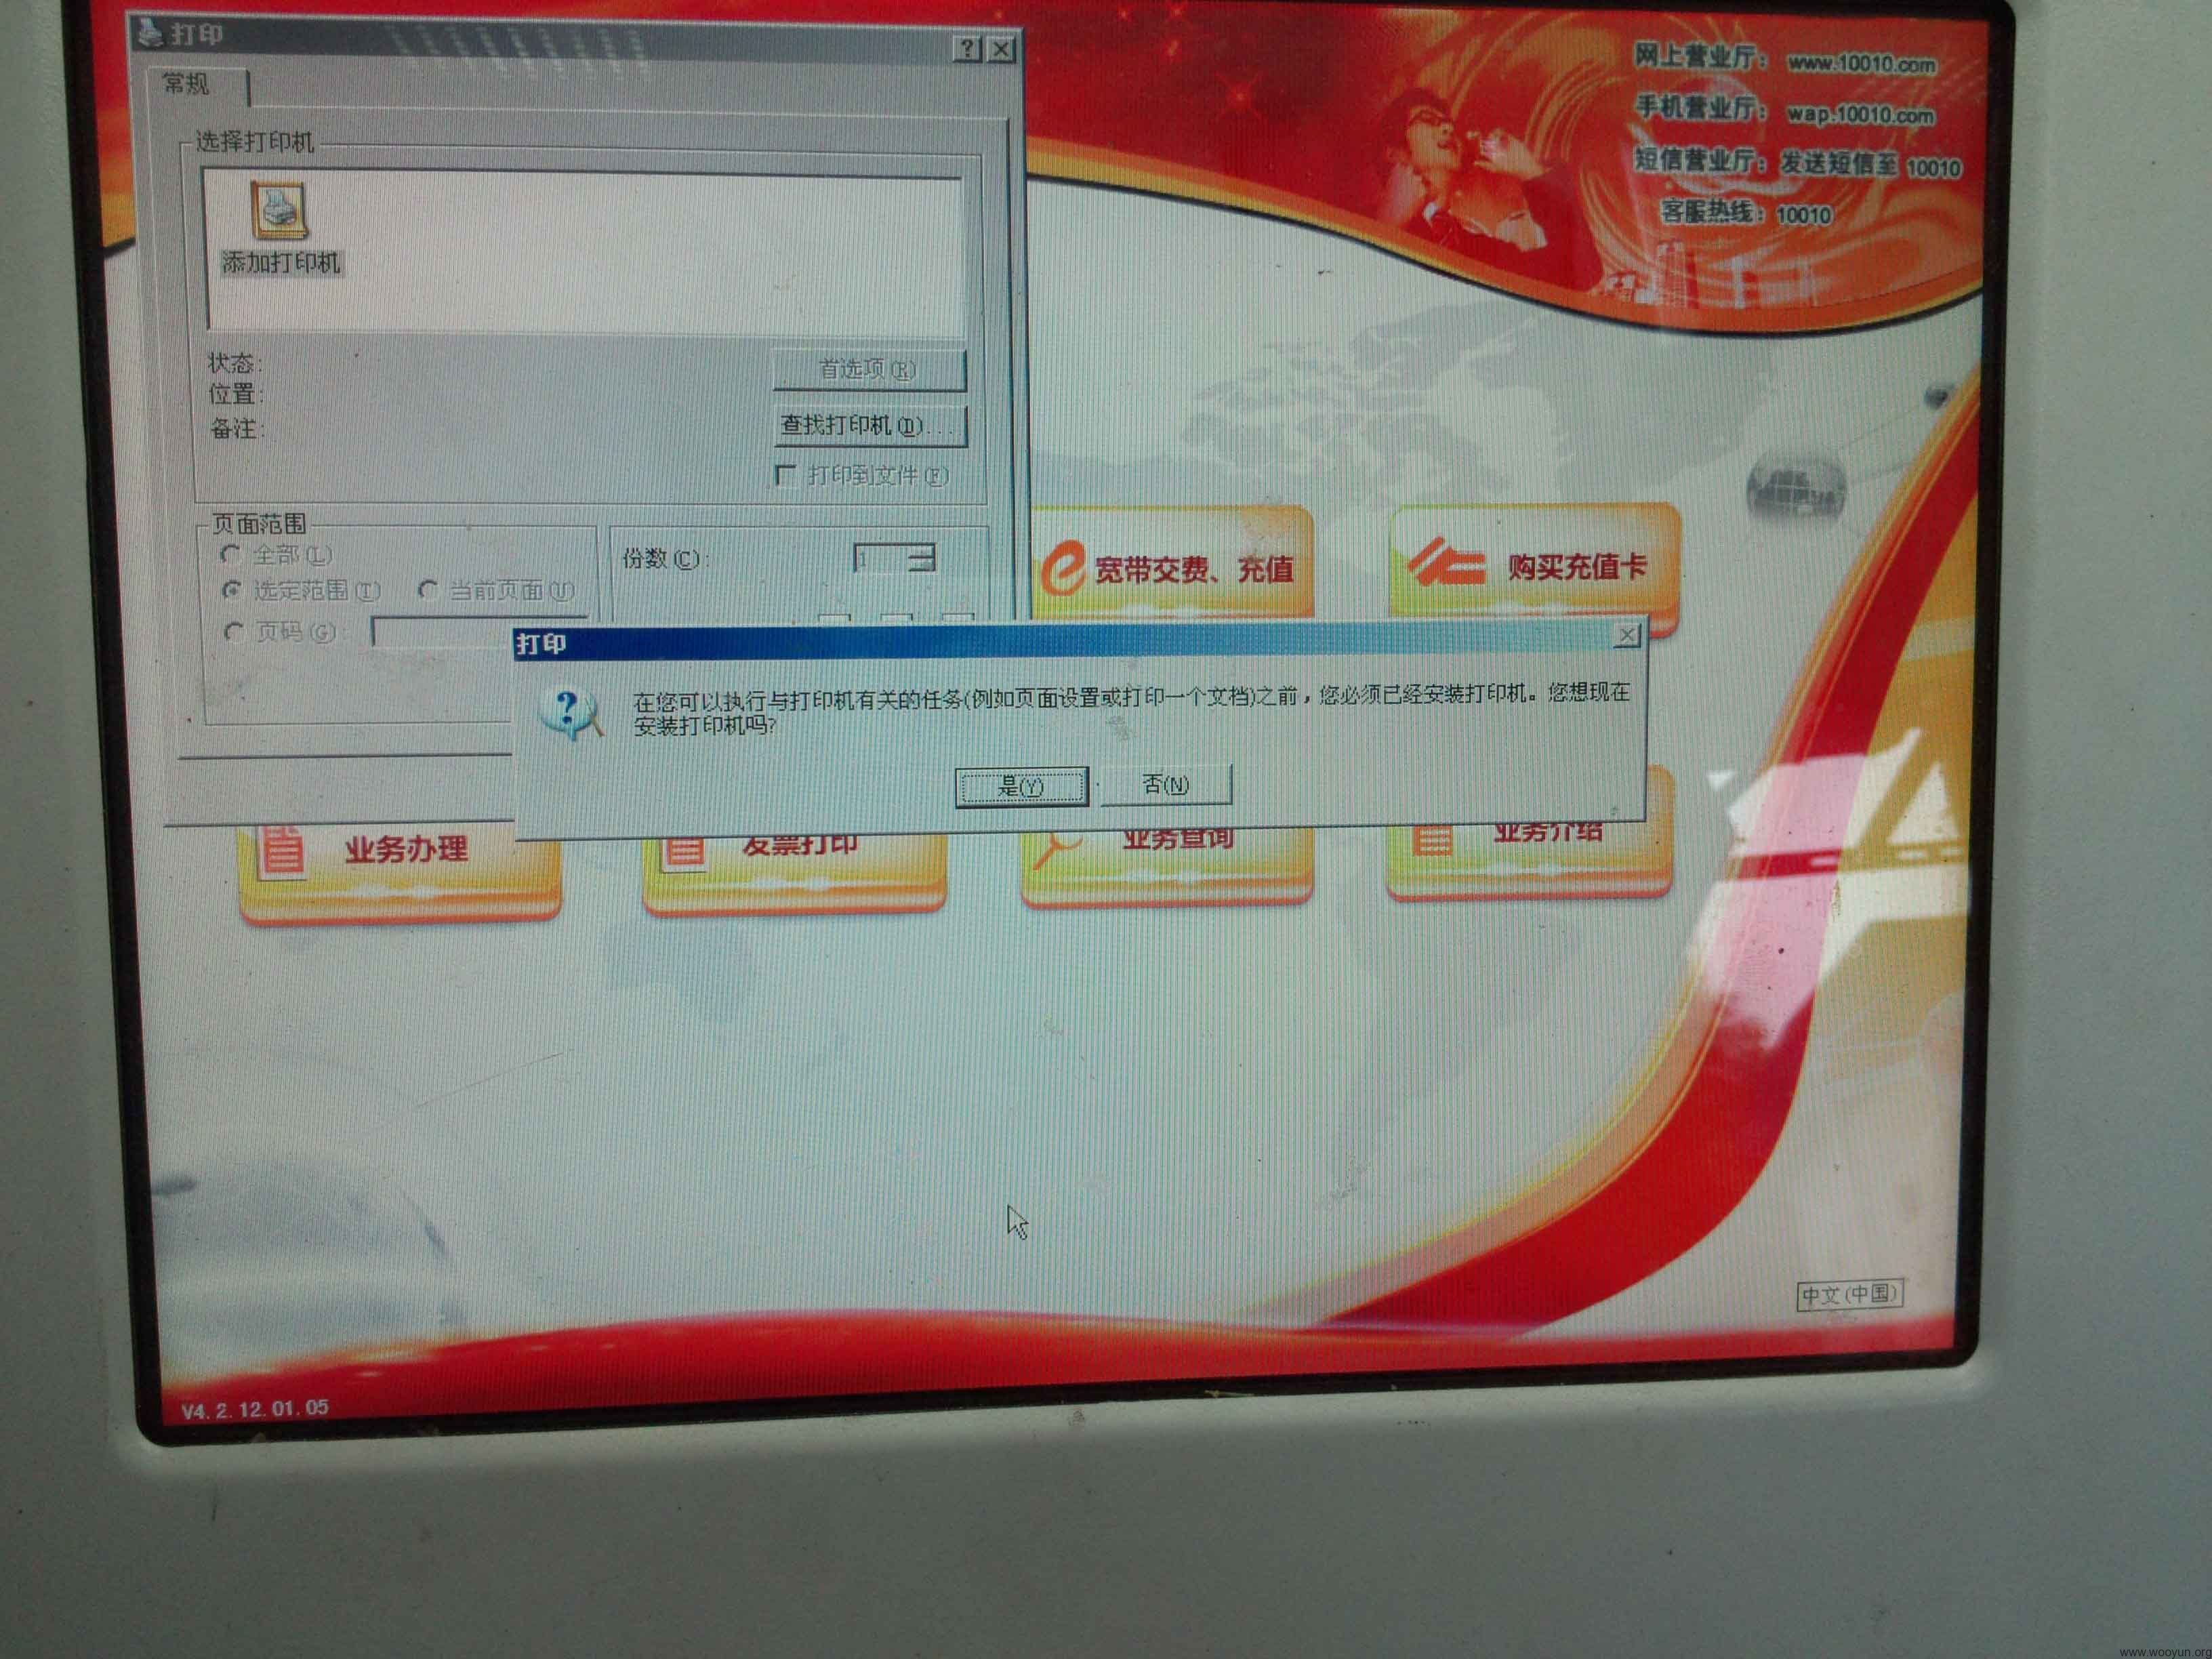 打印
常规
选择打印机
添加打印机
状态:
位置:
备注:
首选项(R)
查找打印机(D)...
打印到文件(F)
页面范围
全部(L)
选定范围(T)
当前页面(U)
页码(G):
份数(C):
1
网上营业厅: www.10010.com
手机营业厅: wap.10010.com
短信营业厅: 发送短信至 10010
客服热线: 10010
宽带交费、充值
购买充值卡
打印
在您可以执行与打印机有关的任务(例如页面设置或打印一个文档)之前，您必须已经安装打印机。您想现在
安装打印机吗?
是(Y)
否(N)
业务办理
发票打印
业务查询
业务介绍
中文(中国)
V4.2.12.01.05
www.wooyun.org